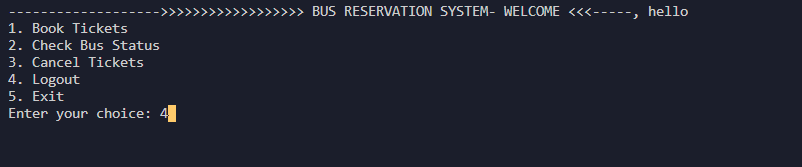 ------------------->>>>>>>>>>>>>>>>>> BUS RESERVATION SYSTEM- WELCOME <<<-----, hello
1. Book Tickets
2. Check Bus Status
3. Cancel Tickets
4. Logout
5. Exit
Enter your choice: 4